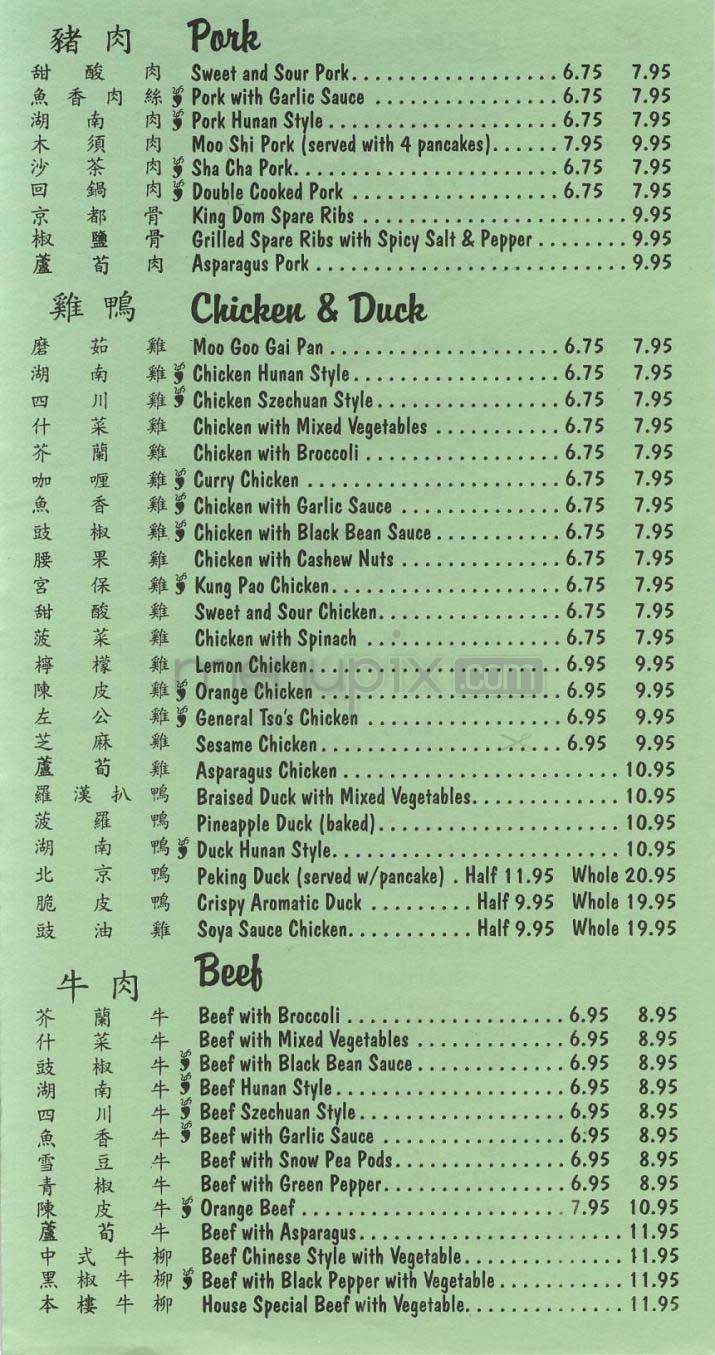 豬肉 Pork
甜酸肉 Sweet and Sour Pork. . . . . . . . . . . . . . . . . . 6.75 7.95
魚香肉絲 Pork with Garlic Sauce . . . . . . . . . . . . . . . . 6.75 7.95
湖南肉 Pork Hunan Style . . . . . . . . . . . . . . . . . . . . 6.75 7.95
木須肉 Moo Shi Pork (served with 4 pancakes). . . . . . 7.95 9.95
沙茶肉 Sha Cha Pork. . . . . . . . . . . . . . . . . . . . . . . 6.75 7.95
回鍋肉 Double Cooked Pork . . . . . . . . . . . . . . . . . . 6.75 7.95
京都骨 King Dom Spare Ribs . . . . . . . . . . . . . . . . . . . . . . . 9.95
椒鹽骨 Grilled Spare Ribs with Spicy Salt & Pepper . . . . . . . . 9.95
蘆荀肉 Asparagus Pork . . . . . . . . . . . . . . . . . . . . . . . . . . . 9.95
雞鴨 Chicken & Duck
磨茹雞 Moo Goo Gai Pan . . . . . . . . . . . . . . . . . . . . 6.75 7.95
湖南雞 Chicken Hunan Style. . . . . . . . . . . . . . . . . . 6.75 7.95
四川雞 Chicken Szechuan Style. . . . . . . . . . . . . . . . 6.75 7.95
什菜雞 Chicken with Mixed Vegetables . . . . . . . . . . . 6.75 7.95
芥蘭雞 Chicken with Broccoli . . . . . . . . . . . . . . . . . 6.75 7.95
咖喱雞 Curry Chicken . . . . . . . . . . . . . . . . . . . . . . 6.75 7.95
魚香雞 Chicken with Garlic Sauce . . . . . . . . . . . . . . 6.75 7.95
豉椒雞 Chicken with Black Bean Sauce . . . . . . . . . . . 6.75 7.95
腰果雞 Chicken with Cashew Nuts . . . . . . . . . . . . . . 6.75 7.95
宮保雞 Kung Pao Chicken. . . . . . . . . . . . . . . . . . . . 6.75 7.95
甜酸雞 Sweet and Sour Chicken. . . . . . . . . . . . . . . . 6.75 7.95
菠菜雞 Chicken with Spinach . . . . . . . . . . . . . . . . . 6.75 7.95
檸檬雞 Lemon Chicken. . . . . . . . . . . . . . . . . . . . . . 6.95 9.95
menupix.com
陳皮雞 Orange Chicken . . . . . . . . . . . . . . . . . . . . . 6.95 9.95
左公雞 General Tso's Chicken . . . . . . . . . . . . . . . . . 6.95 9.95
芝麻雞 Sesame Chicken . . . . . . . . . . . . . . . . . . . . . 6.95 9.95
蘆荀雞 Asparagus Chicken . . . . . . . . . . . . . . . . . . . . . . . . 10.95
羅漢扒鴨 Braised Duck with Mixed Vegetables. . . . . . . . . . . . . 10.95
菠羅鴨 Pineapple Duck (baked). . . . . . . . . . . . . . . . . . . . . 10.95
湖南鴨 Duck Hunan Style. . . . . . . . . . . . . . . . . . . . . . . . . 10.95
北京鴨 Peking Duck (served w/pancake) . Half 11.95 Whole 20.95
脆皮鴨 Crispy Aromatic Duck . . . . . . . . . Half 9.95 Whole 19.95
豉油雞 Soya Sauce Chicken. . . . . . . . . . . Half 9.95 Whole 19.95
牛肉 Beef
芥蘭牛 Beef with Broccoli . . . . . . . . . . . . . . . . . . . 6.95 8.95
什菜牛 Beef with Mixed Vegetables . . . . . . . . . . . . . 6.95 8.95
豉椒牛 Beef with Black Bean Sauce . . . . . . . . . . . . . 6.95 8.95
湖南牛 Beef Hunan Style . . . . . . . . . . . . . . . . . . . . 6.95 8.95
四川牛 Beef Szechuan Style . . . . . . . . . . . . . . . . . . 6.95 8.95
魚香牛 Beef with Garlic Sauce . . . . . . . . . . . . . . . . 6.95 8.95
雪豆牛 Beef with Snow Pea Pods. . . . . . . . . . . . . . . 6.95 8.95
青椒牛 Beef with Green Pepper. . . . . . . . . . . . . . . . 6.95 8.95
陳皮牛 Orange Beef . . . . . . . . . . . . . . . . . . . . . . . 7.95 10.95
蘆荀牛 Beef with Asparagus. . . . . . . . . . . . . . . . . . . . . . . 11.95
中式牛柳 Beef Chinese Style with Vegetable. . . . . . . . . . . . . . 11.95
黑椒牛柳 Beef with Black Pepper with Vegetable . . . . . . . . . . . 11.95
本樓牛柳 House Special Beef with Vegetable. . . . . . . . . . . . . . 11.95